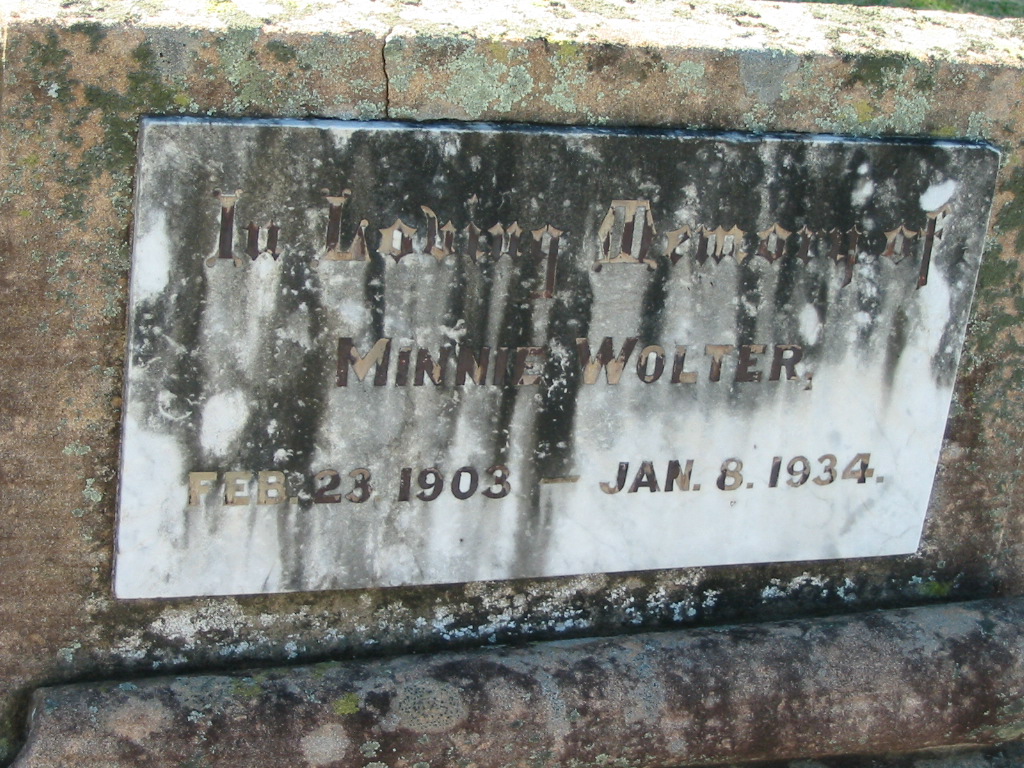 In Loving Memory of
MINNIE WOLTER,
FEB. 23. 1903 — JAN. 8. 1934.